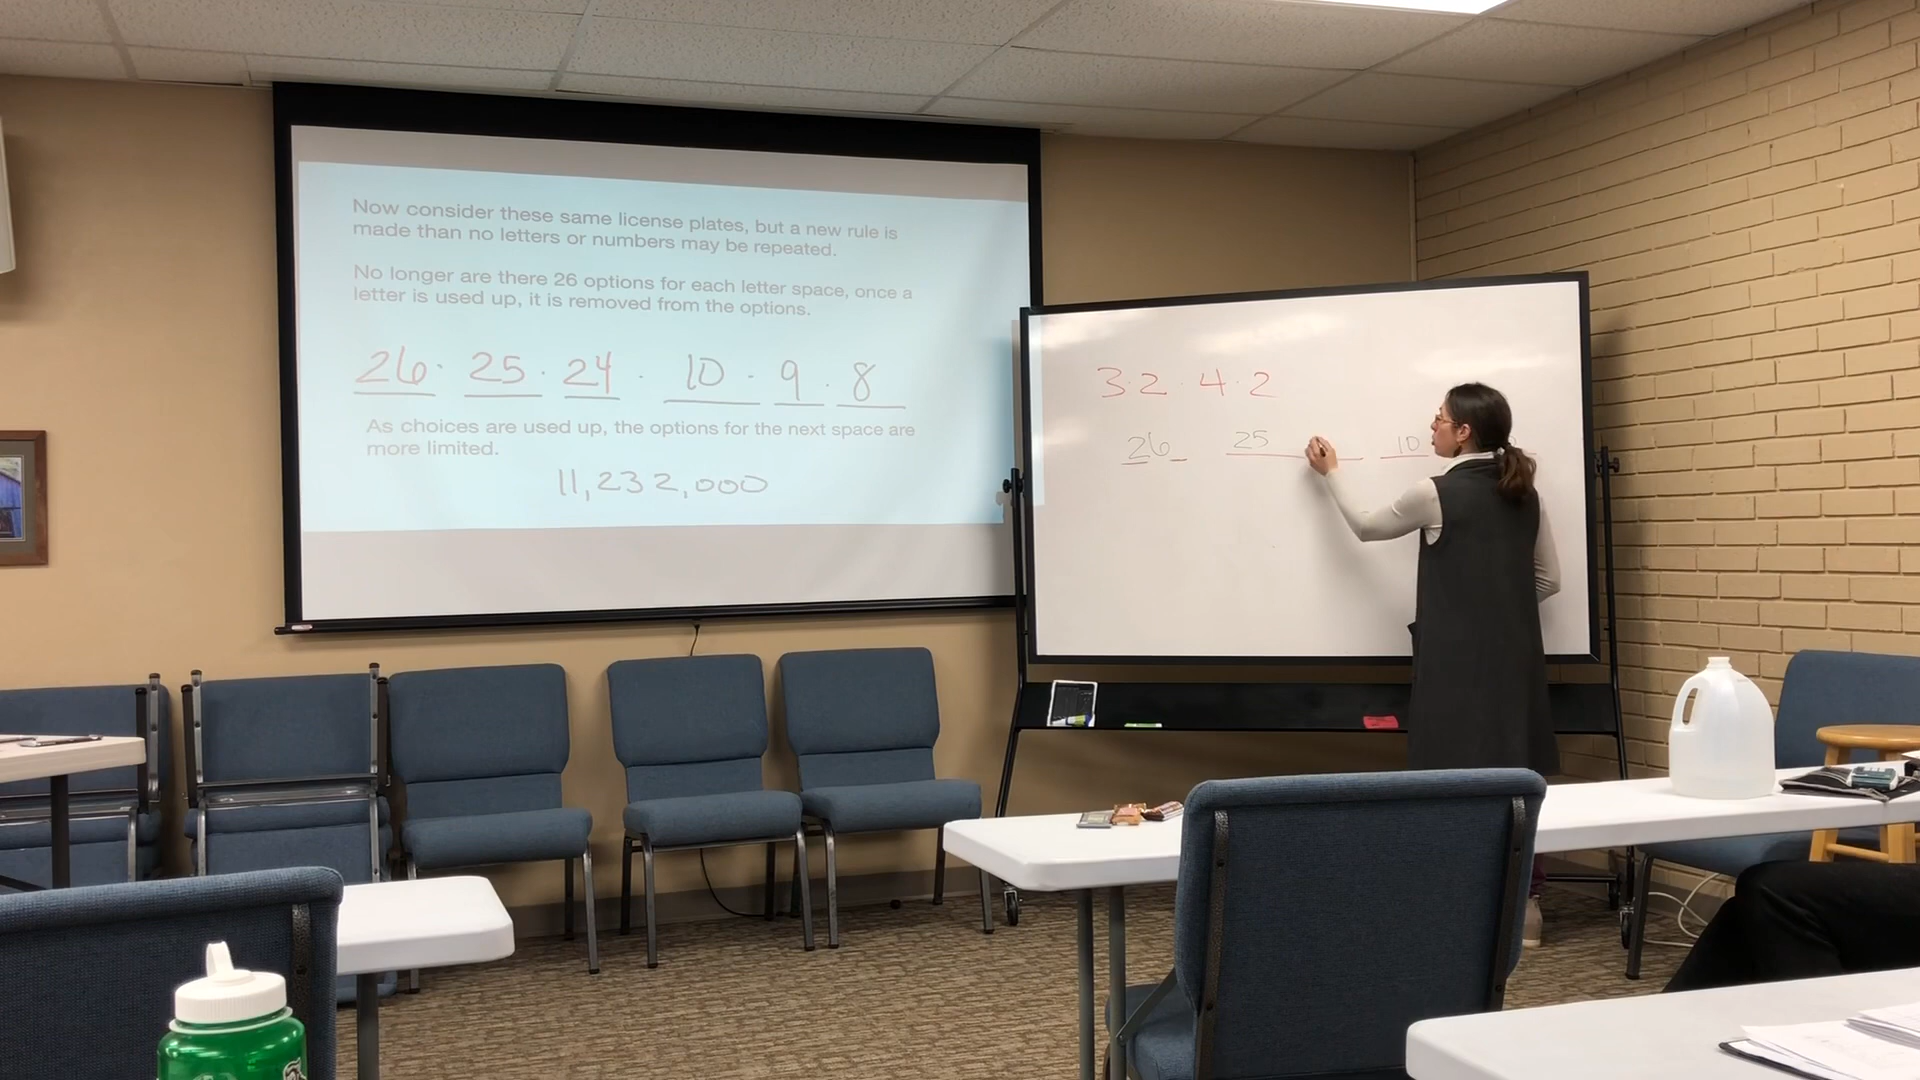 Now consider these same license plates, but a new rule is
made than no letters or numbers may be repeated.
No longer are there 26 options for each letter space, once a
letter is used up, it is removed from the options.
26 · 25 · 24 · 10 · 9 · 8
As choices are used up, the options for the next space are
more limited.
11,232,000
3·2·4·2
26 25 10